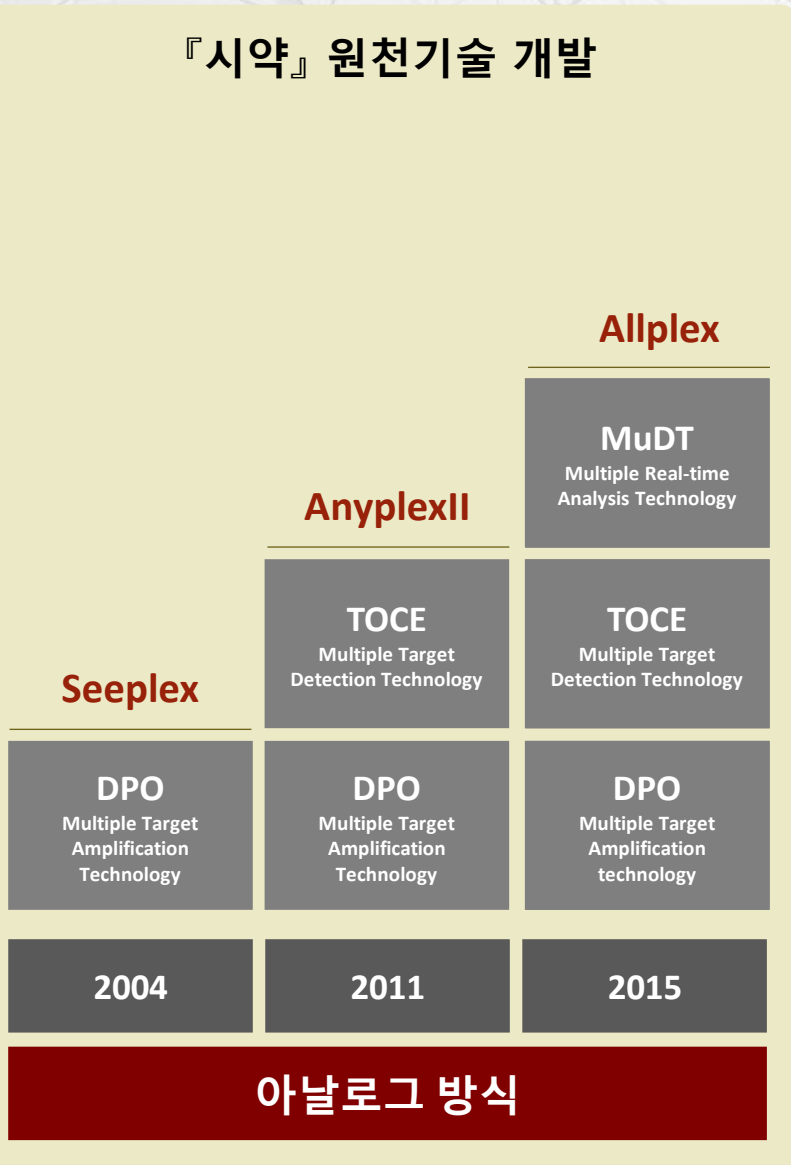 『시약』 원천기술 개발
Allplex
MuDT
Multiple Real-time
Analysis Technology
AnyplexII
TOCE
Multiple Target
Detection Technology
TOCE
Multiple Target
Detection Technology
Seeplex
DPO
Multiple Target
Amplification
Technology
DPO
Multiple Target
Amplification
Technology
DPO
Multiple Target
Amplification
technology
2004
2011
2015
아날로그 방식